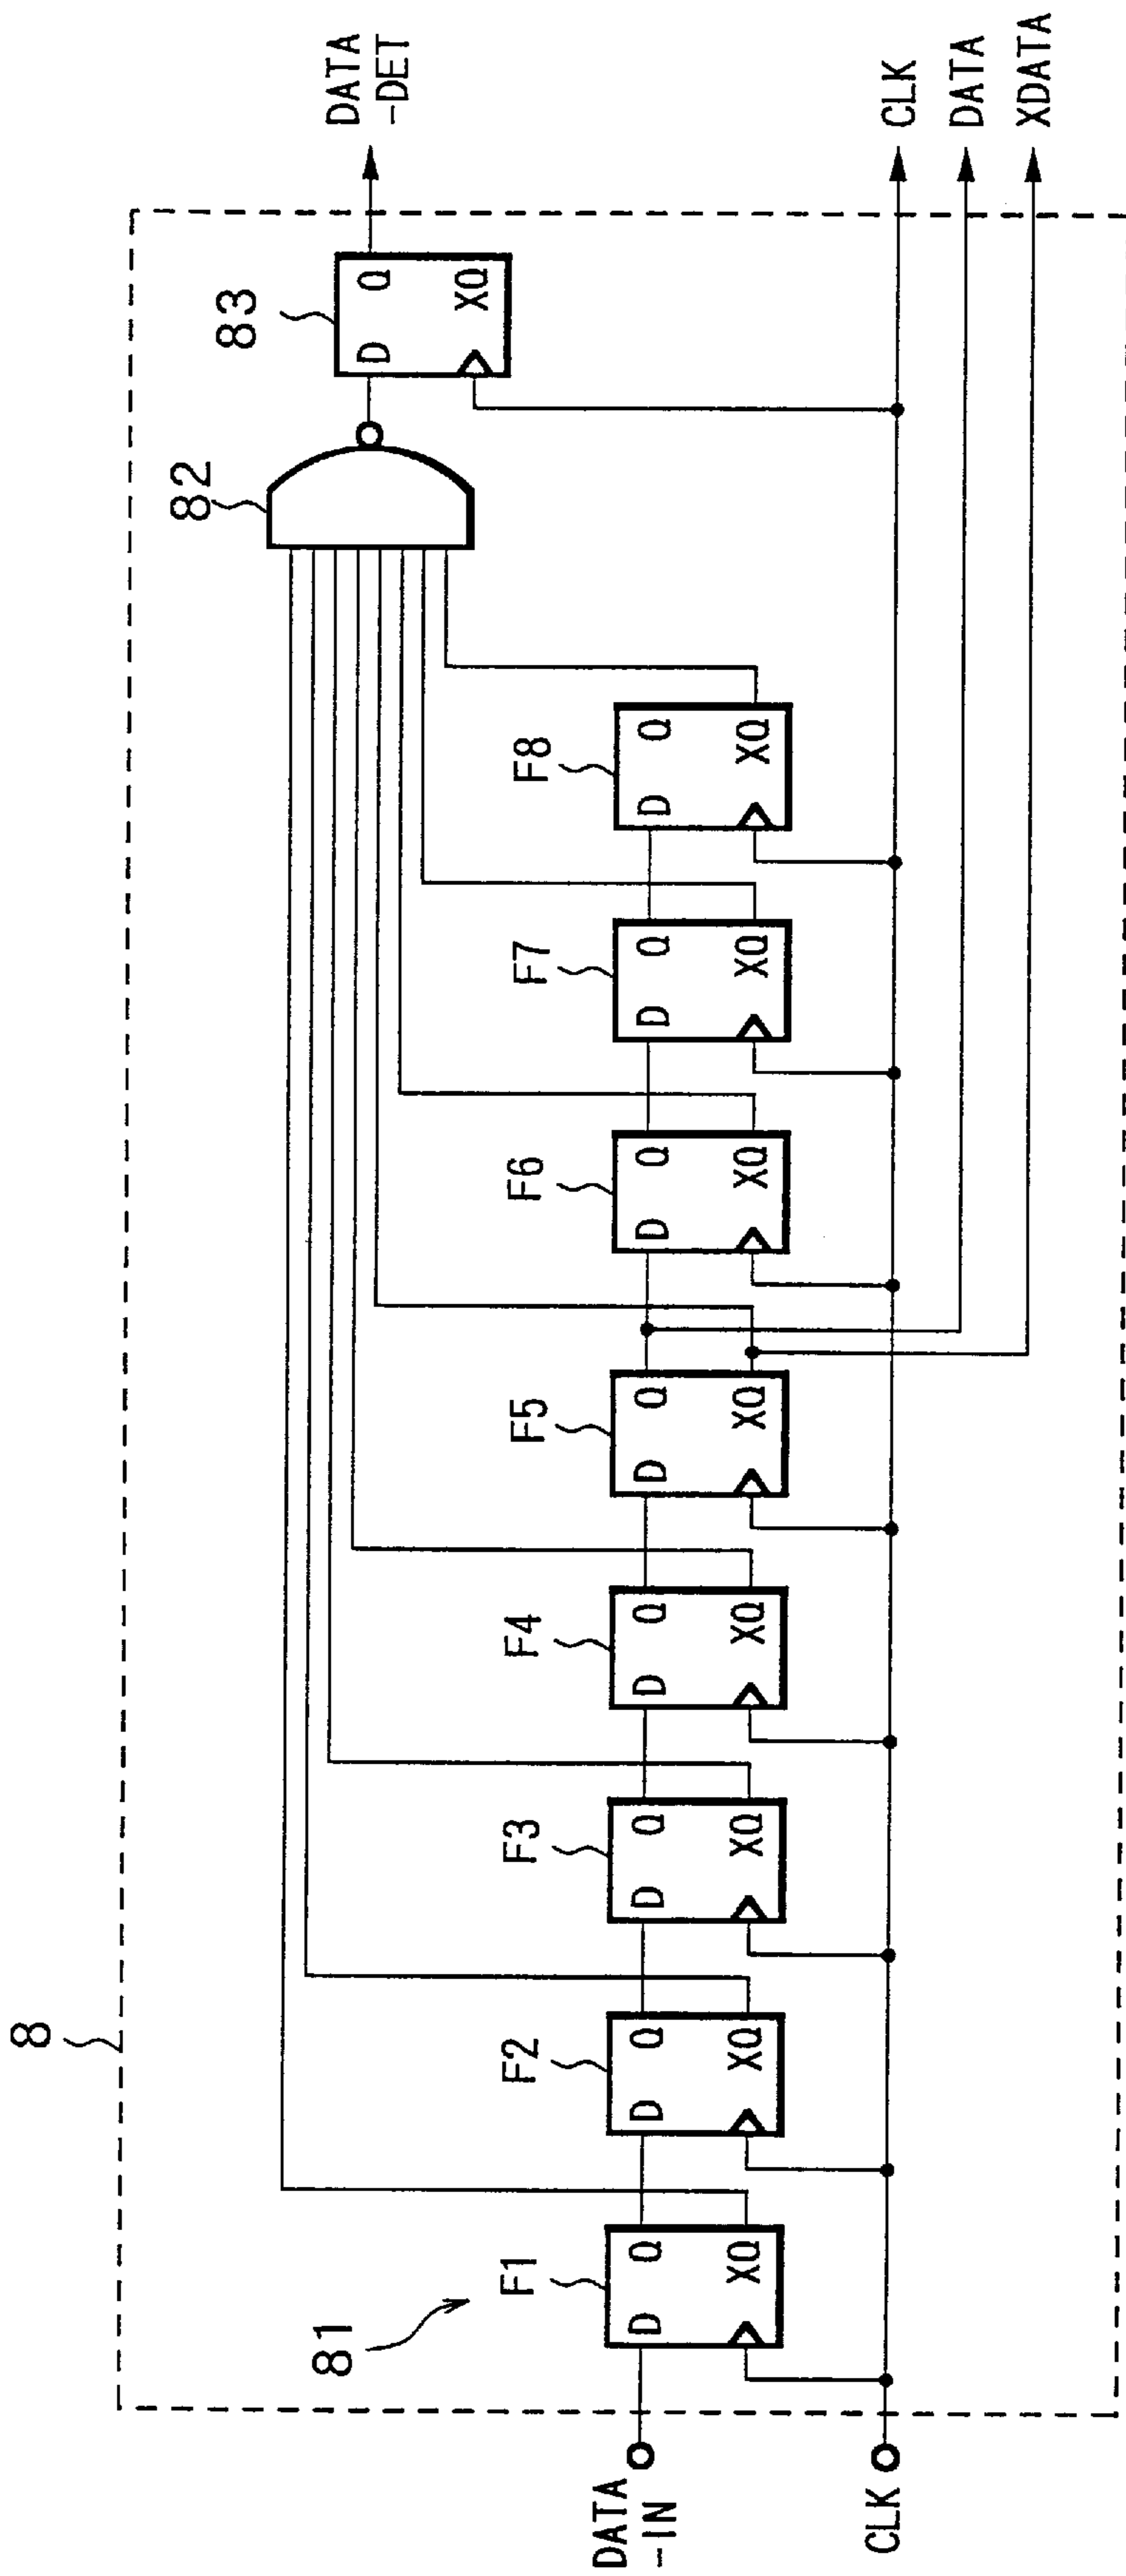 8
81
82
83
F1
F2
F3
F4
F5
F6
F7
F8
D Q
XQ
D Q
XQ
D Q
XQ
D Q
XQ
D Q
XQ
D Q
XQ
D Q
XQ
D Q
XQ
D Q
XQ
DATA
-IN
CLK
DATA
-DET
CLK
DATA
XDATA